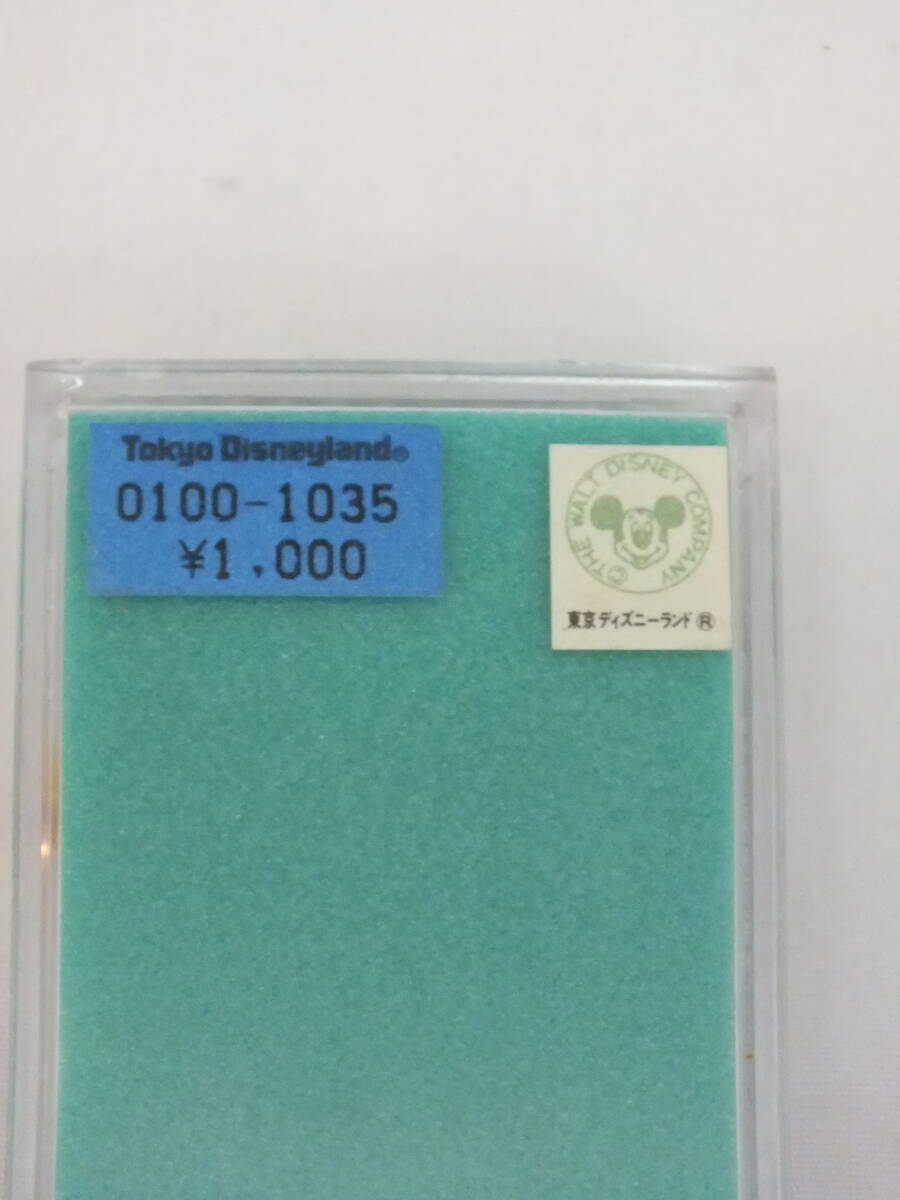 Tokyo Disneyland®
0100-1035
¥1,000
©THE WALT DISNEY COMPANY
東京ディズニーランド®